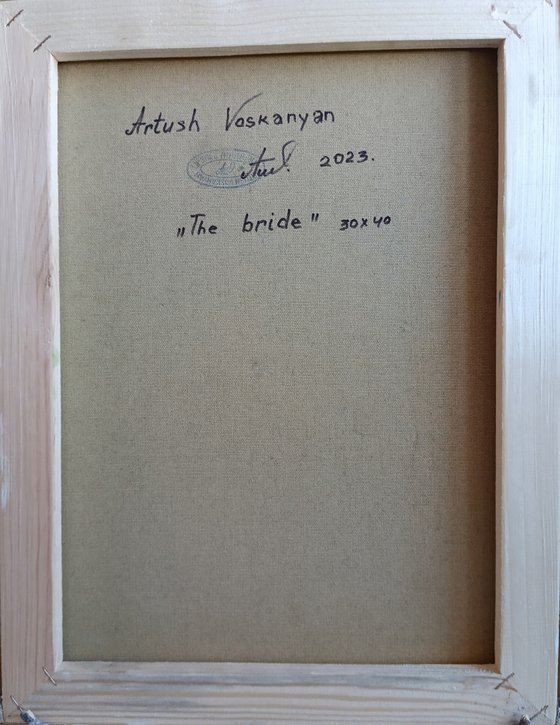 Artush Voskanyan
2023.
„The bride" 30x40